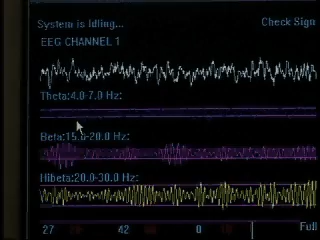 System is Idling...
Check Sign
EEG CHANNEL 1
Theta:4.0-7.0 Hz:
Beta:15.0-20.0 Hz:
Hibeta:20.0-30.0 Hz:
27 42 0
Full